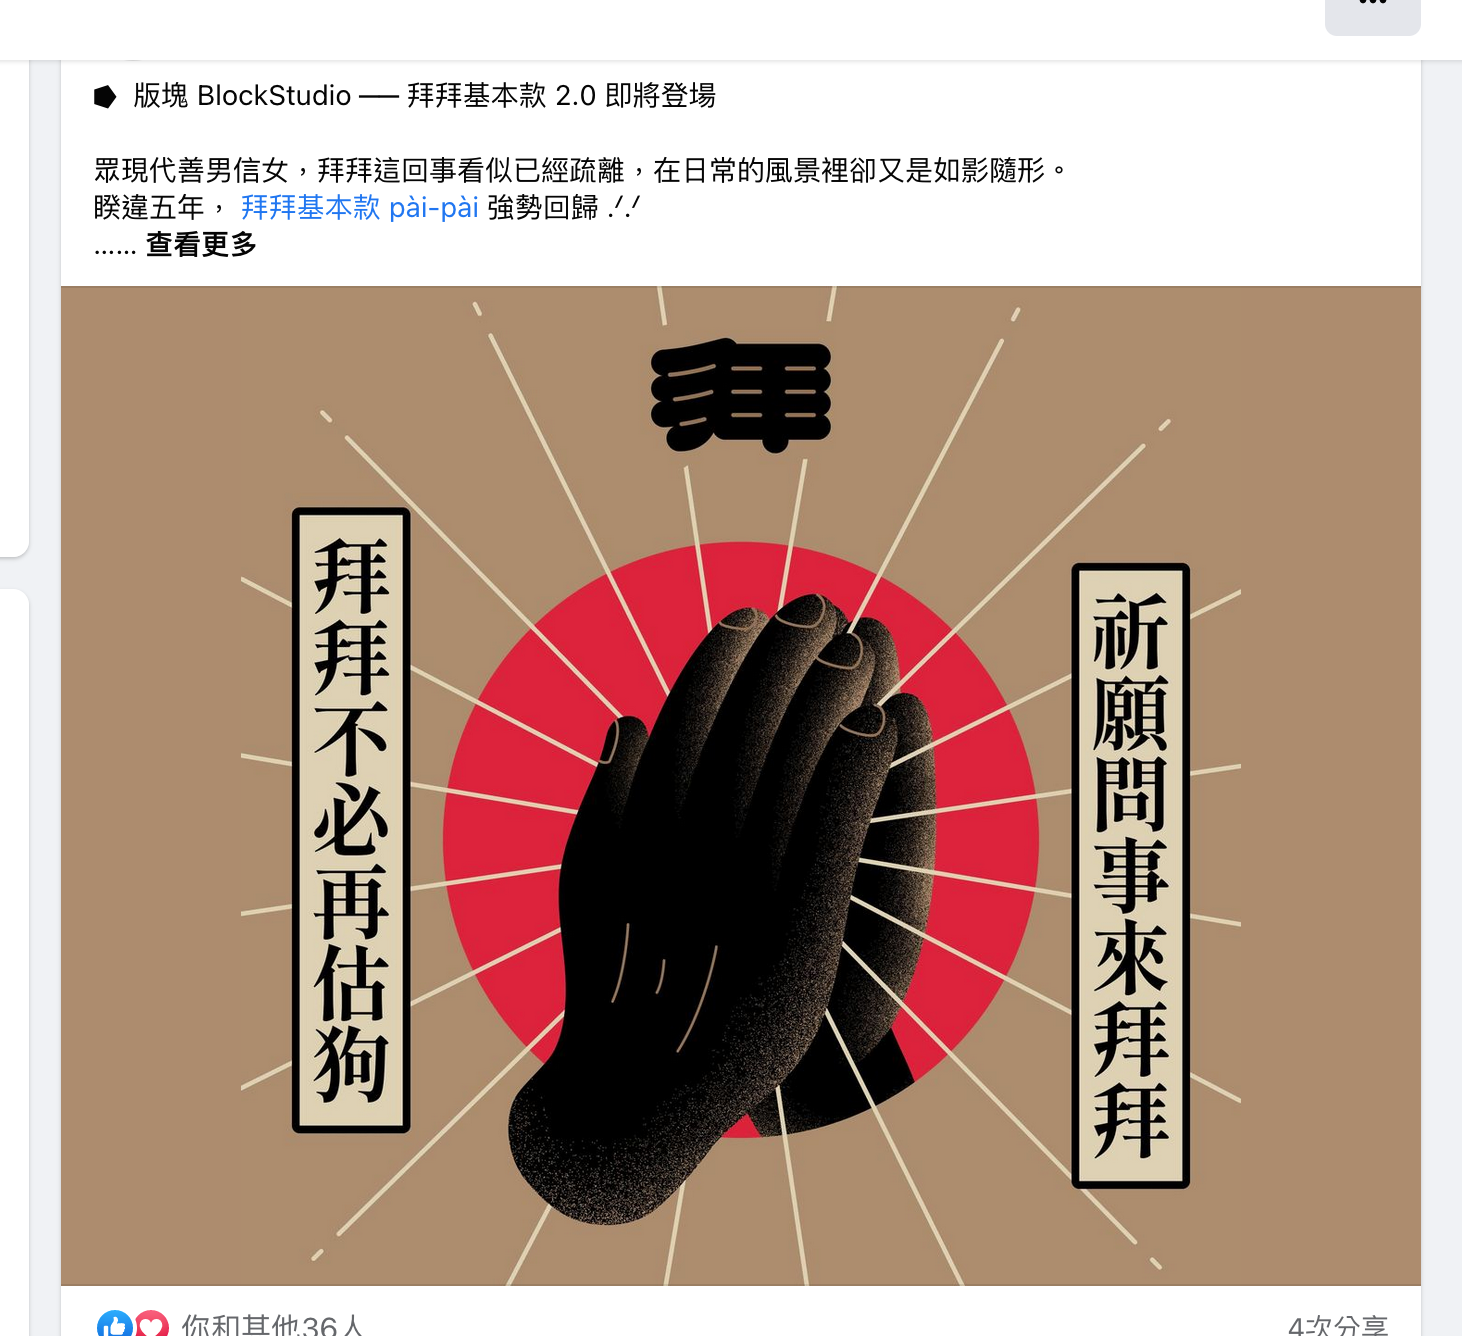 版塊 BlockStudio — 拜拜基本款 2.0 即將登場
眾現代善男信女，拜拜這回事看似已經疏離，在日常的風景裡卻又是如影隨形。
睽違五年， 拜拜基本款 pài-pài 強勢回歸 .ᐟ.ᐟ
...... 查看更多
拜
祈願問事來拜拜
拜拜不必再估狗
你和其他36人
4次分享